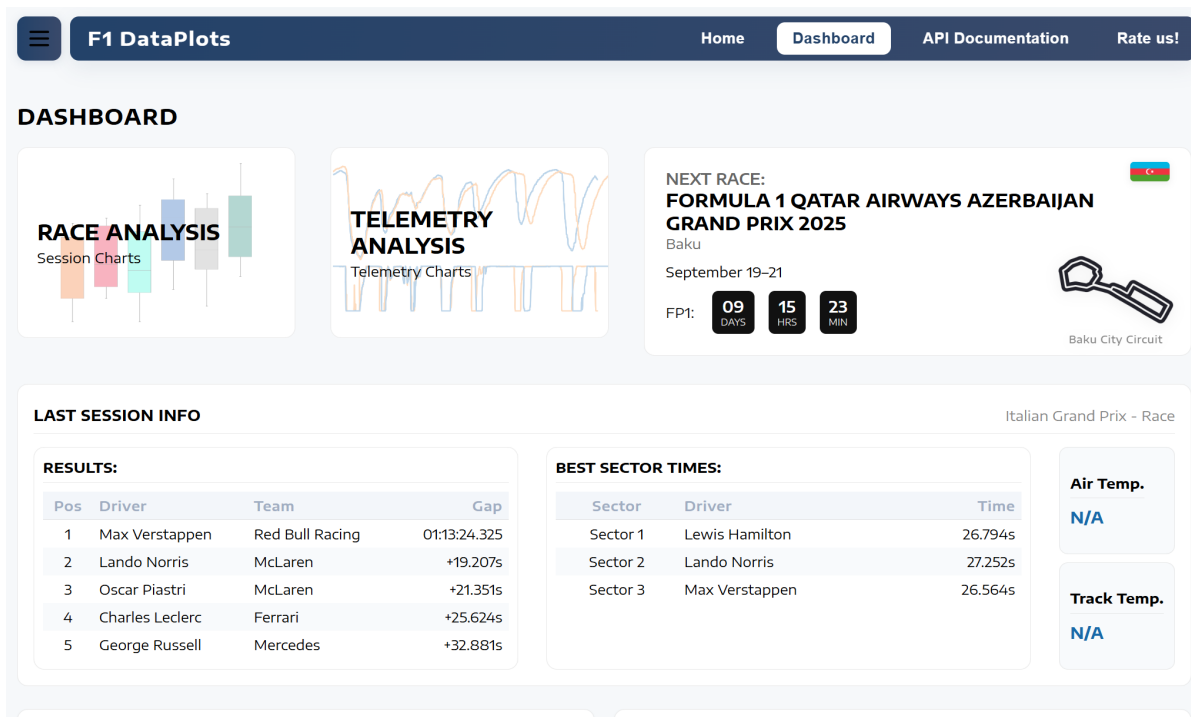 F1 DataPlots
Home
Dashboard
API Documentation
Rate us!
DASHBOARD
RACE ANALYSIS
Session Charts
TELEMETRY
ANALYSIS
Telemetry Charts
NEXT RACE:
FORMULA 1 QATAR AIRWAYS AZERBAIJAN
GRAND PRIX 2025
Baku
September 19–21
FP1:
09
DAYS
15
HRS
23
MIN
Baku City Circuit
LAST SESSION INFO
Italian Grand Prix - Race
RESULTS:
Pos Driver Team Gap
1 Max Verstappen Red Bull Racing 01:13:24.325
2 Lando Norris McLaren +19.207s
3 Oscar Piastri McLaren +21.351s
4 Charles Leclerc Ferrari +25.624s
5 George Russell Mercedes +32.881s
BEST SECTOR TIMES:
Sector Driver Time
Sector 1 Lewis Hamilton 26.794s
Sector 2 Lando Norris 27.252s
Sector 3 Max Verstappen 26.564s
Air Temp.
N/A
Track Temp.
N/A